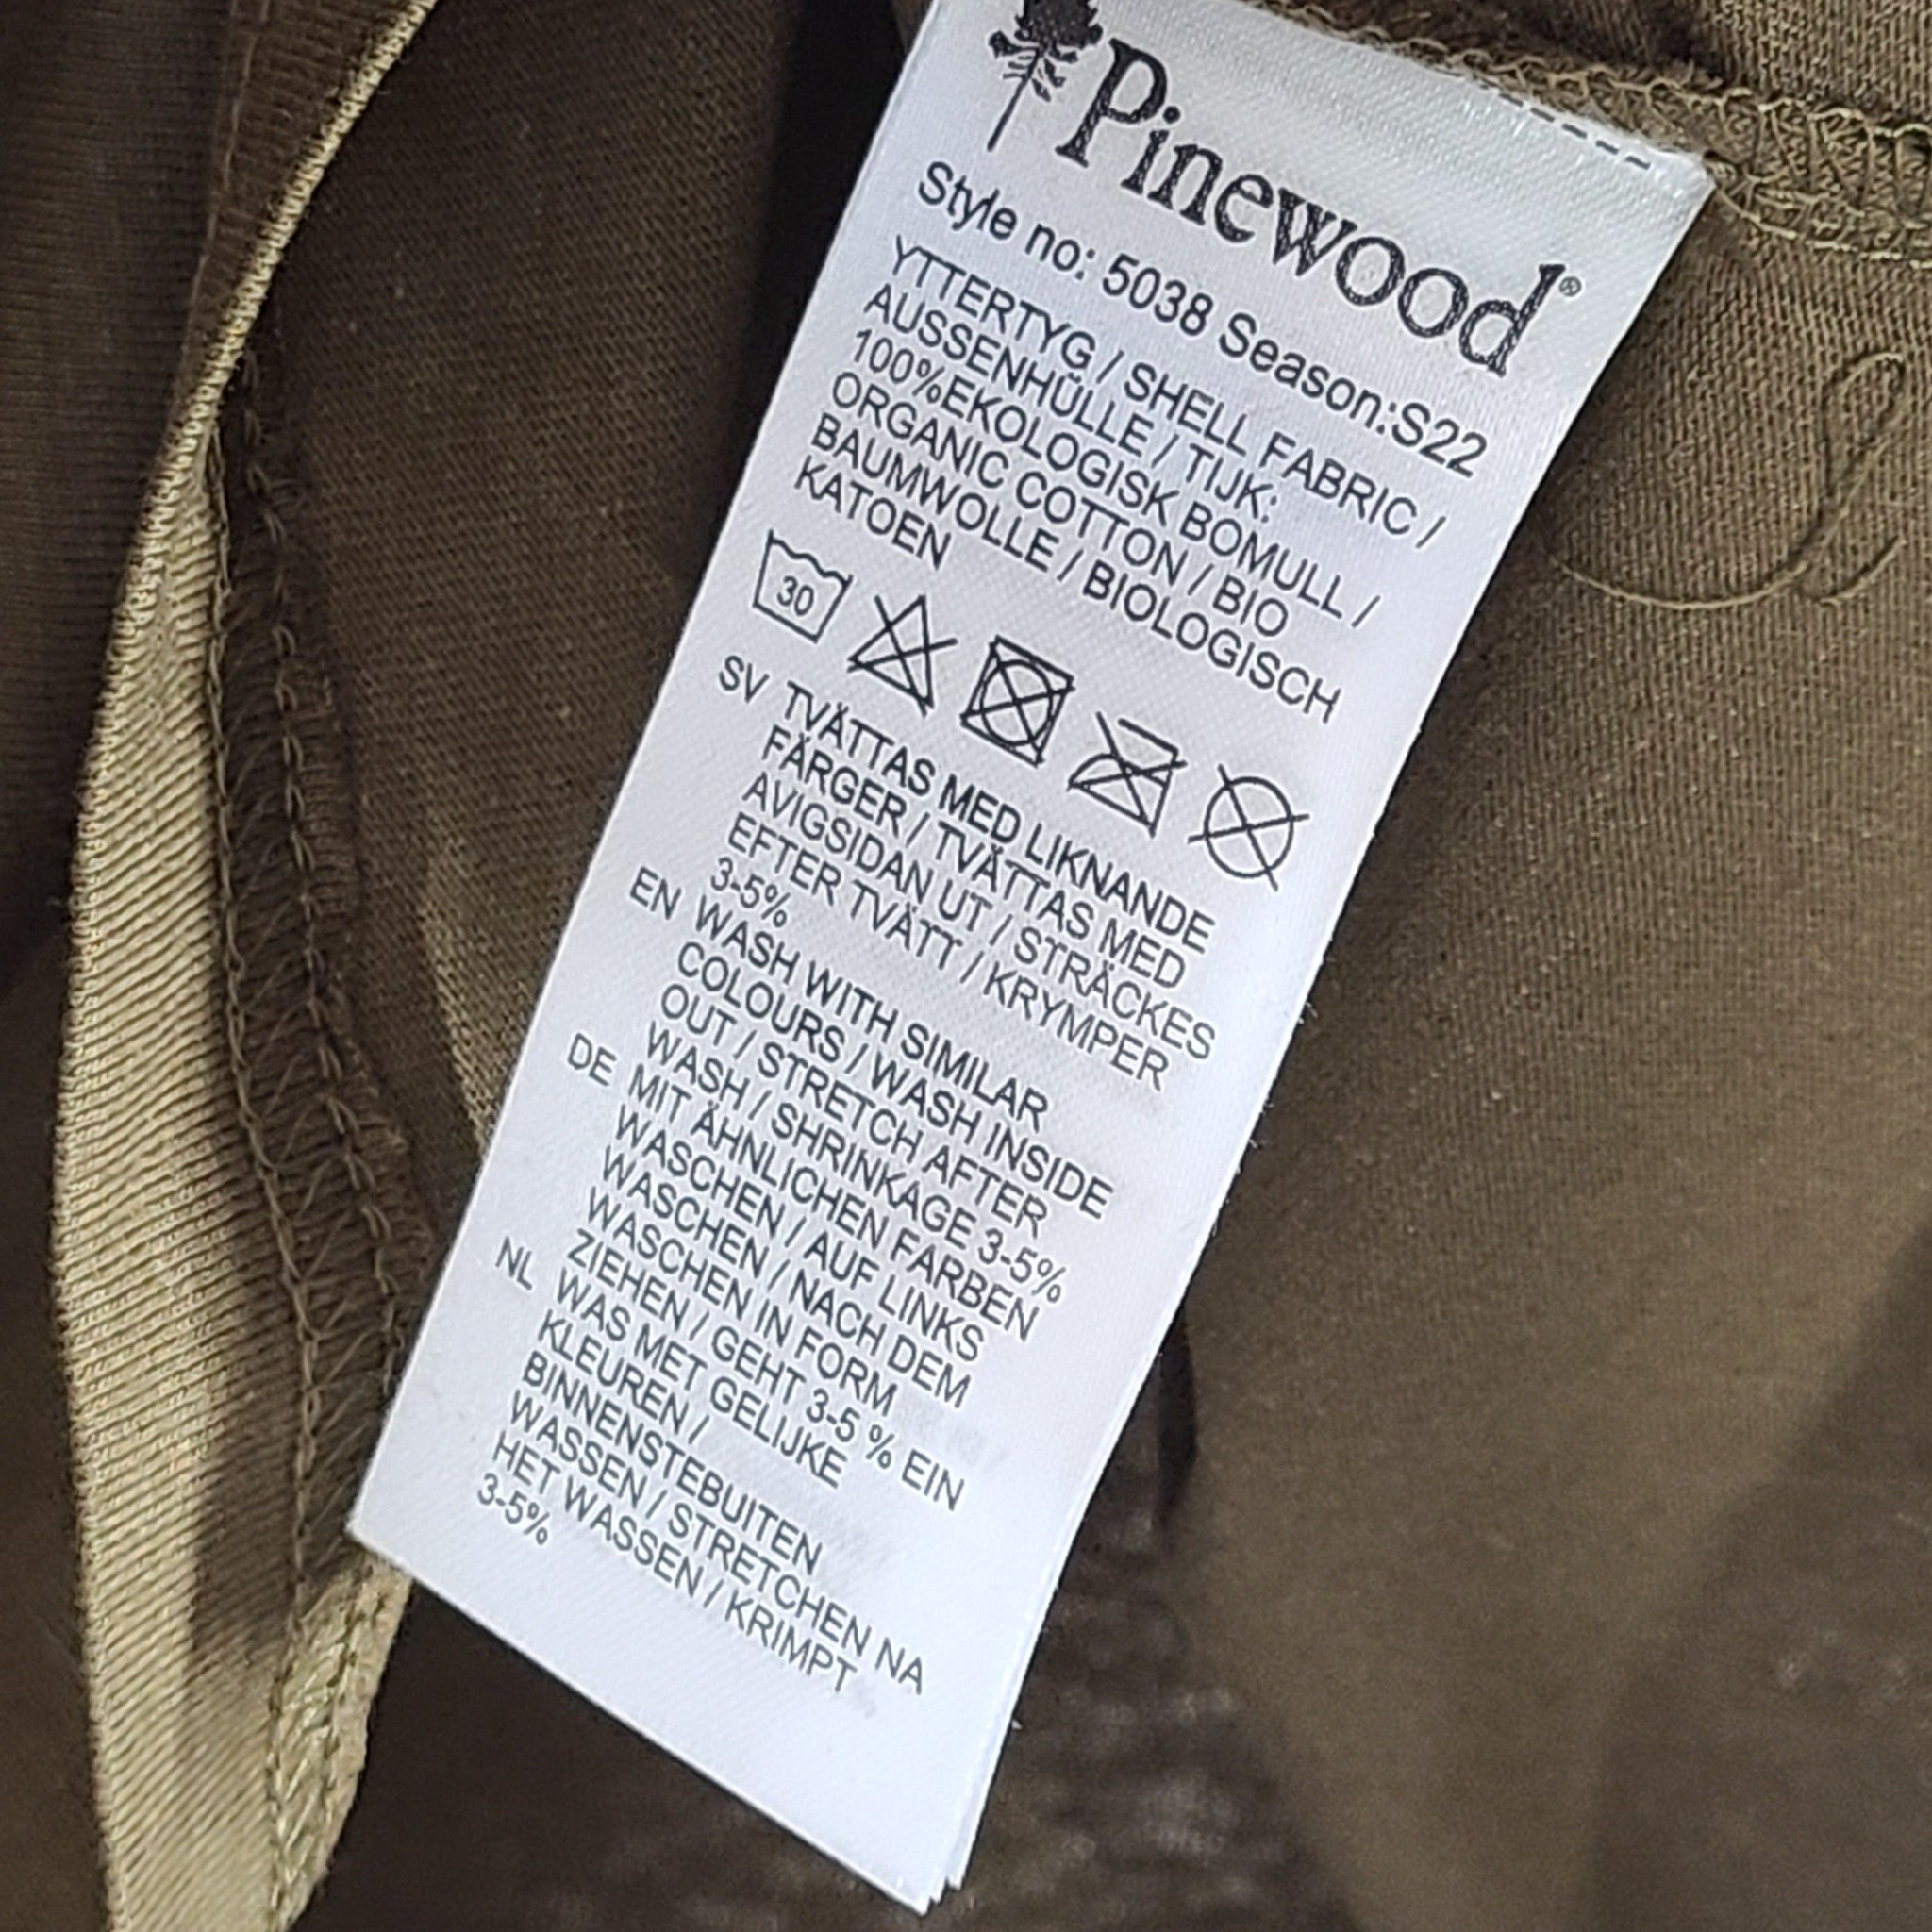 Pinewood®
Style no: 5038 Season:S22
YTTERTYG / SHELL FABRIC /
AUSSENHÜLLE / TIJK:
100%EKOLOGISK BOMULL /
ORGANIC COTTON / BIO
BAUMWOLLE / BIOLOGISCH
KATOEN
30
SV TVÄTTAS MED LIKNANDE
FÄRGER / TVÄTTAS MED
AVIGSIDAN UT / STRÄCKES
EFTER TVÄTT / KRYMPER
3-5%
EN WASH WITH SIMILAR
COLOURS / WASH INSIDE
OUT / STRETCH AFTER
WASH / SHRINKAGE 3-5%
DE MIT ÄHNLICHEN FARBEN
WASCHEN / AUF LINKS
WASCHEN / NACH DEM
WASCHEN IN FORM
ZIEHEN / GEHT 3-5 % EIN
NL WAS MET GELIJKE
KLEUREN /
BINNENSTEBUITEN
WASSEN / STRETCHEN NA
HET WASSEN / KRIMPT
3-5%